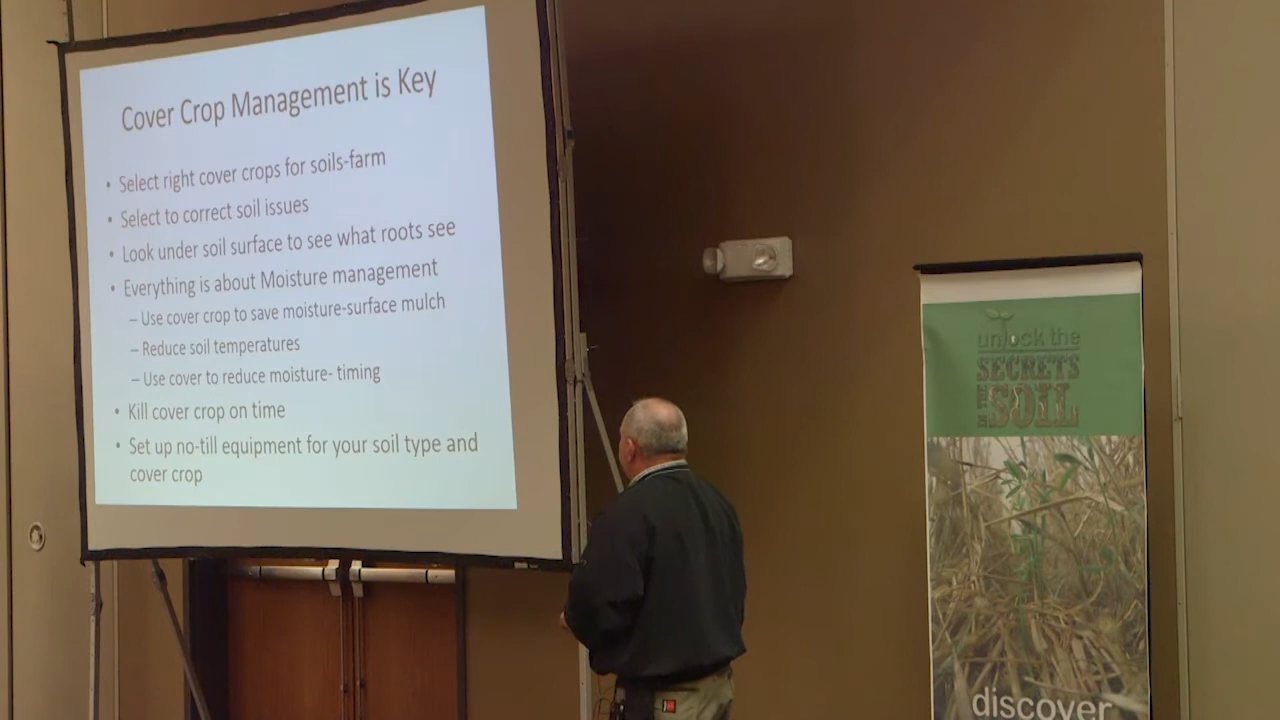 Cover Crop Management is Key
• Select right cover crops for soils-farm
• Select to correct soil issues
• Look under soil surface to see what roots see
• Everything is about Moisture management
– Use cover crop to save moisture-surface mulch
– Reduce soil temperatures
– Use cover to reduce moisture- timing
• Kill cover crop on time
• Set up no-till equipment for your soil type and
cover crop
unlock the
SECRETS
IN THE
SOIL
discover